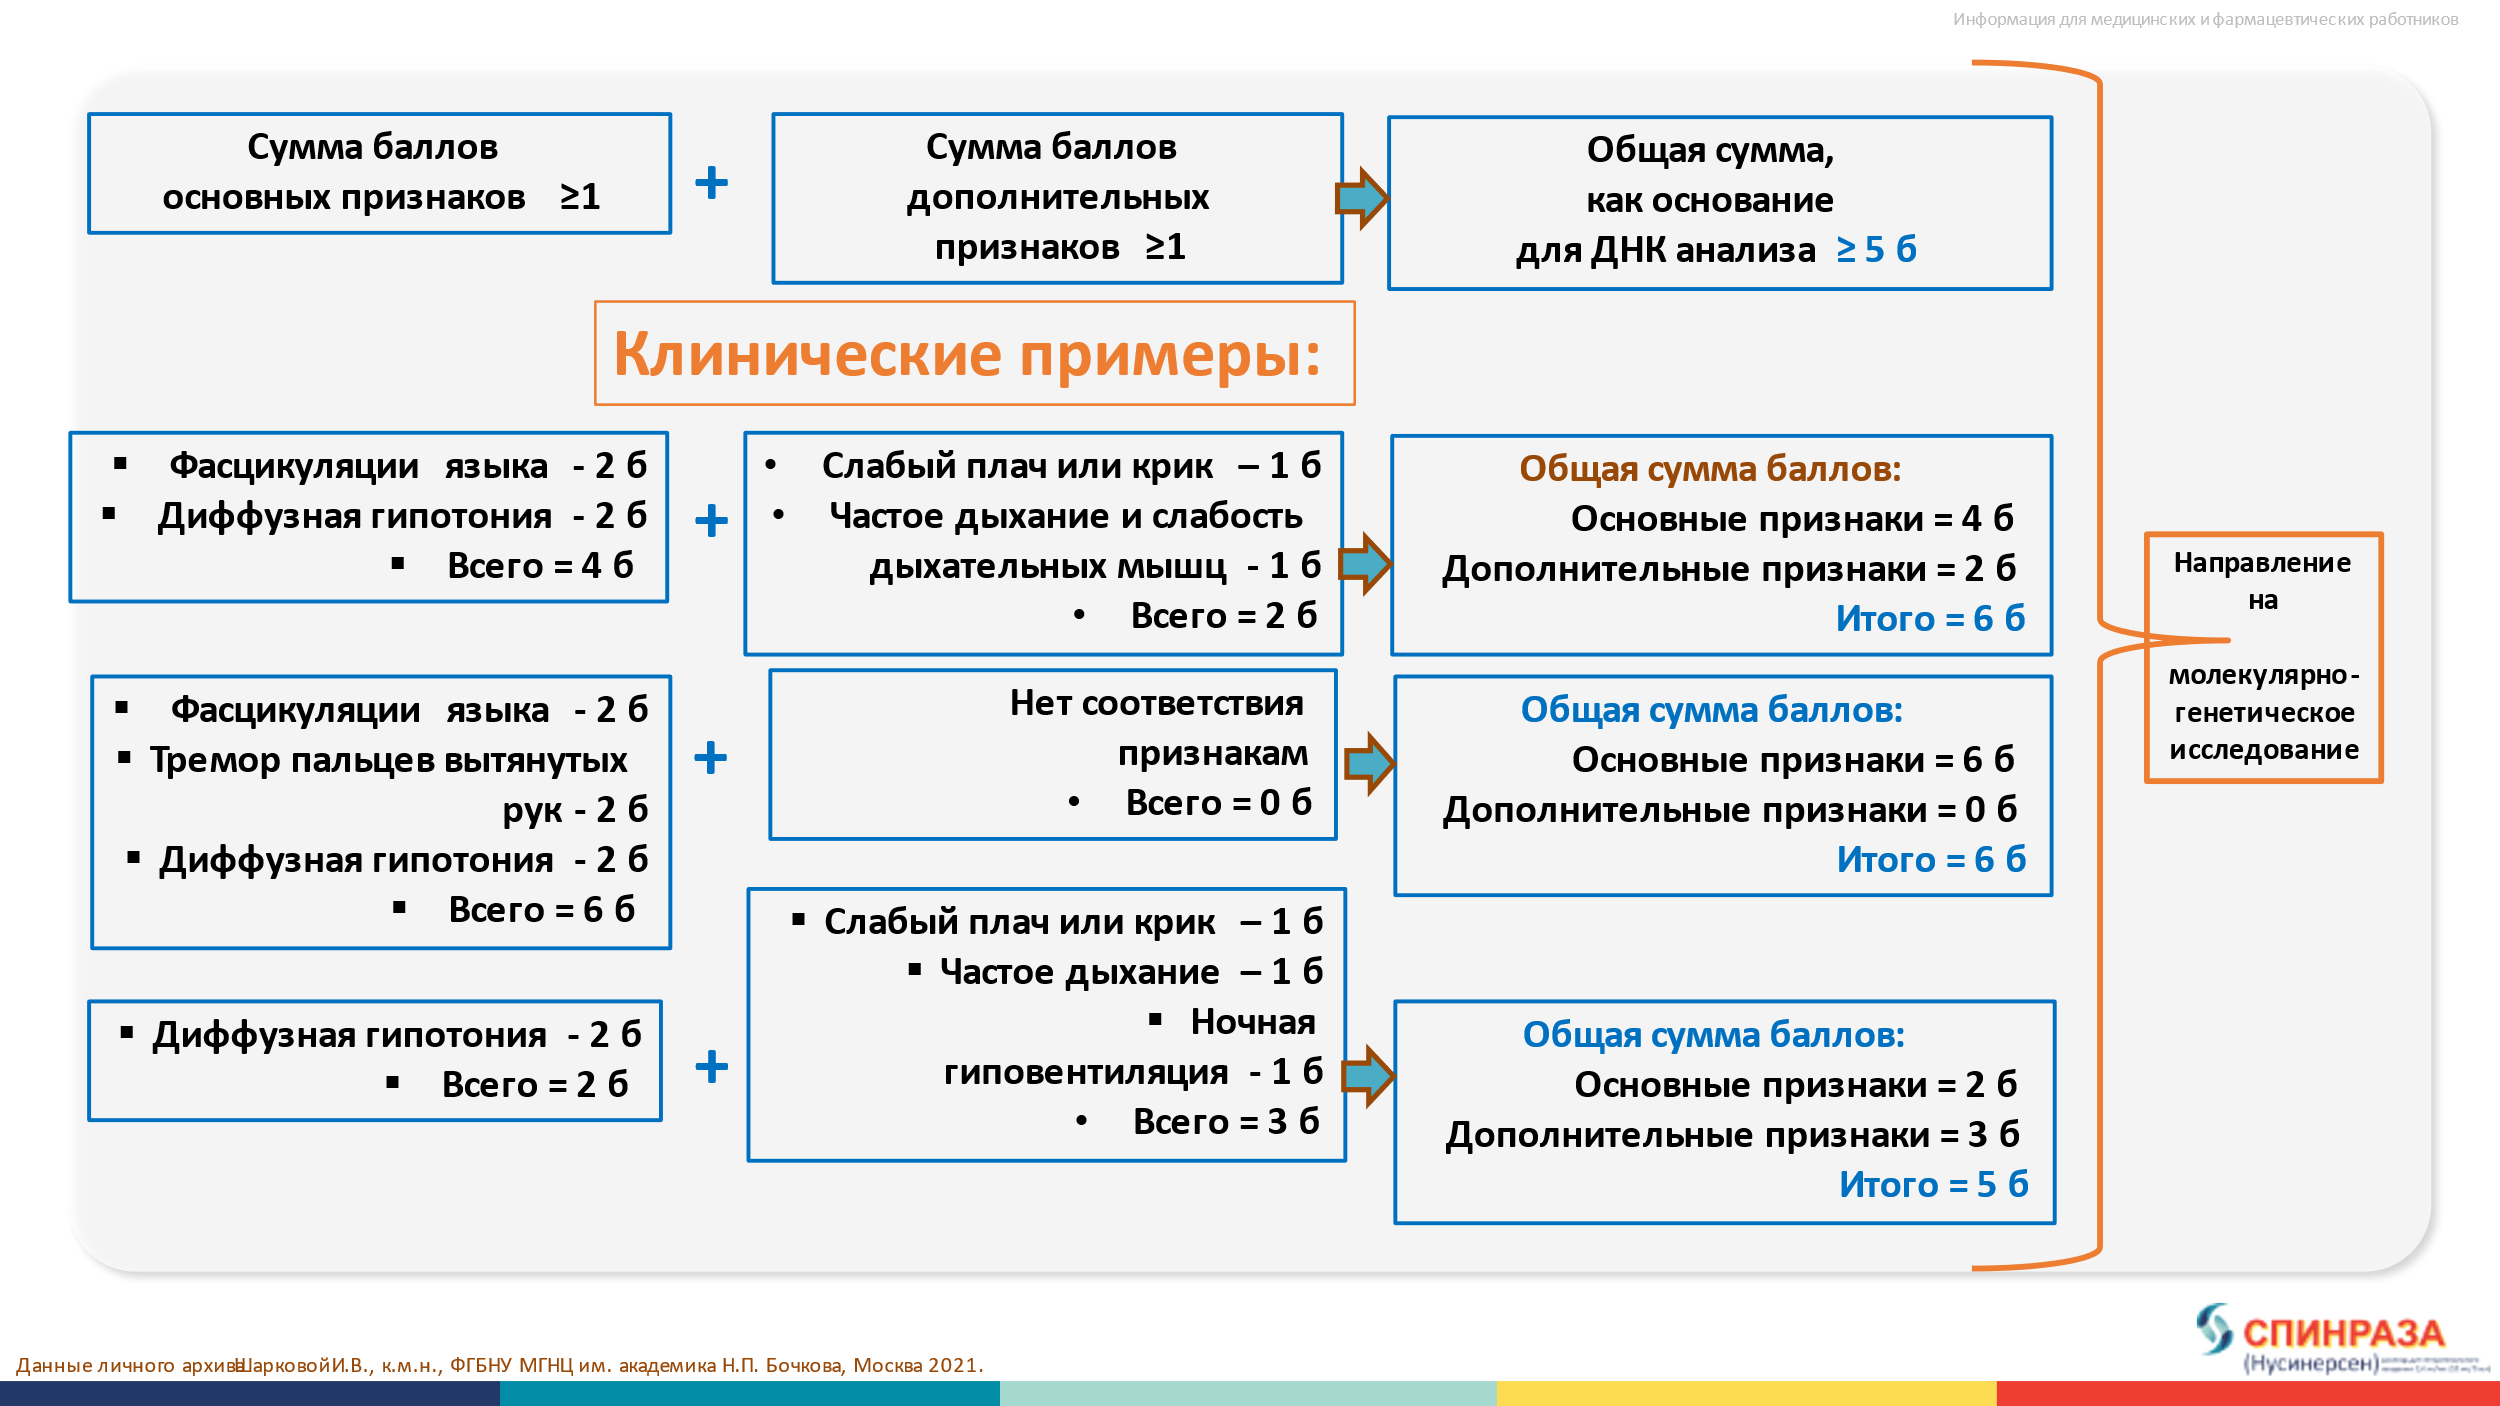 Информация для медицинских и фармацевтических работников
Сумма баллов
основных признаков ≥1
+
Сумма баллов
дополнительных
признаков ≥1
Общая сумма,
как основание
для ДНК анализа ≥ 5 б
Клинические примеры:
▪ Фасцикуляции языка - 2 б
▪ Диффузная гипотония - 2 б
▪ Всего = 4 б
+
• Слабый плач или крик – 1 б
• Частое дыхание и слабость
дыхательных мышц - 1 б
• Всего = 2 б
Общая сумма баллов:
Основные признаки = 4 б
Дополнительные признаки = 2 б
Итого = 6 б
▪ Фасцикуляции языка - 2 б
▪ Тремор пальцев вытянутых
рук - 2 б
▪ Диффузная гипотония - 2 б
▪ Всего = 6 б
+
Нет соответствия
признакам
• Всего = 0 б
Общая сумма баллов:
Основные признаки = 6 б
Дополнительные признаки = 0 б
Итого = 6 б
▪ Диффузная гипотония - 2 б
▪ Всего = 2 б
+
▪ Слабый плач или крик – 1 б
▪ Частое дыхание – 1 б
▪ Ночная
гиповентиляция - 1 б
• Всего = 3 б
Общая сумма баллов:
Основные признаки = 2 б
Дополнительные признаки = 3 б
Итого = 5 б
Направление
на
молекулярно-
генетическое
исследование
Данные личного архива Шарковой И.В., к.м.н., ФГБНУ МГНЦ им. академика Н.П. Бочкова, Москва 2021.
СПИНРАЗА
(Нусинерсен)